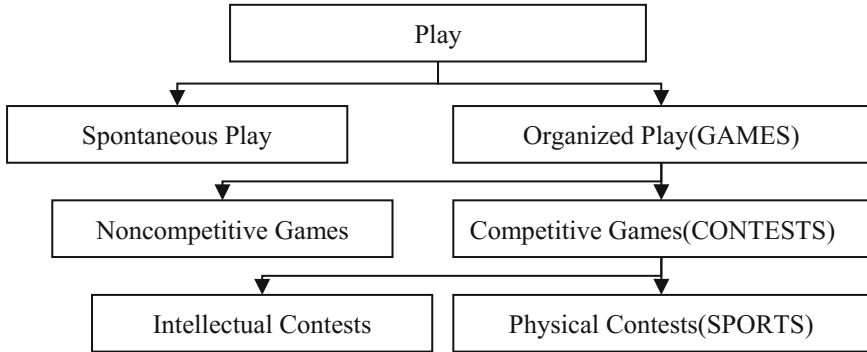 Play
Spontaneous Play
Organized Play(GAMES)
Noncompetitive Games
Competitive Games(CONTESTS)
Intellectual Contests
Physical Contests(SPORTS)